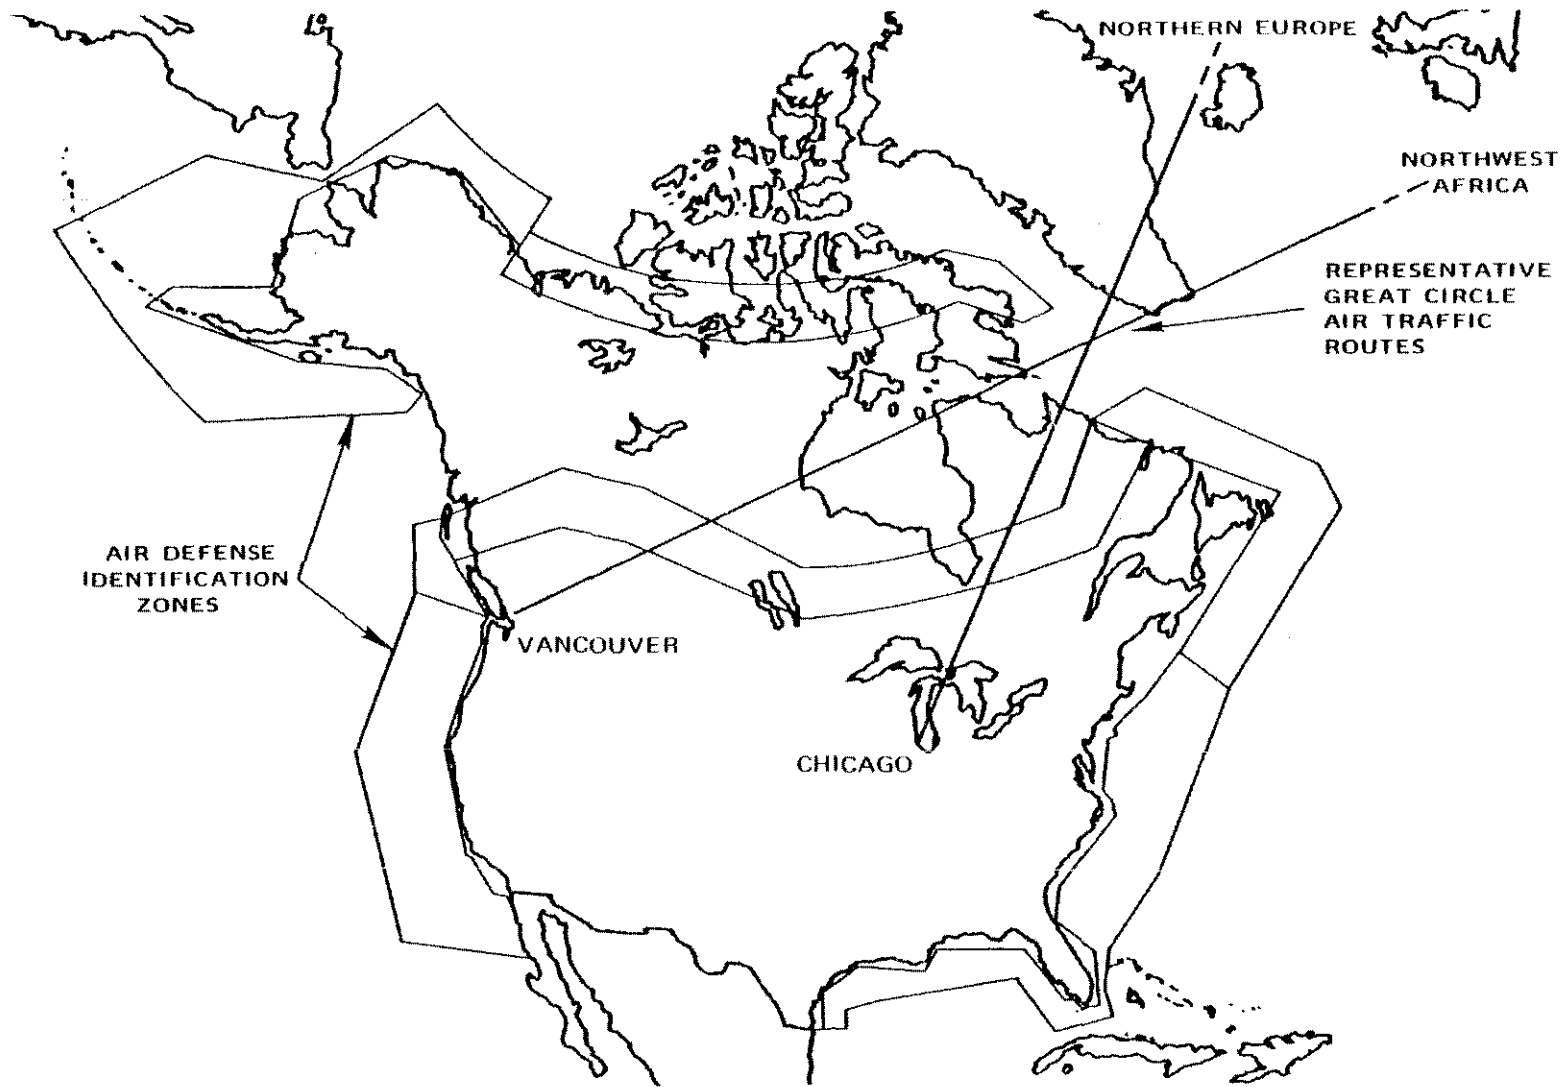 NORTHERN EUROPE
NORTHWEST
AFRICA
REPRESENTATIVE
GREAT CIRCLE
AIR TRAFFIC
ROUTES
AIR DEFENSE
IDENTIFICATION
ZONES
VANCOUVER
CHICAGO